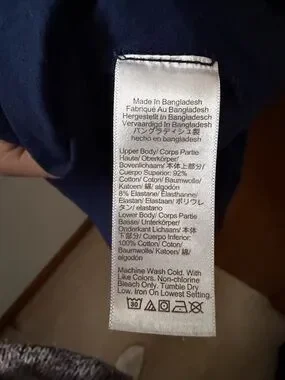 Made In Bangladesh
Fabriqué Au Bangladesh
Hergestellt In Bangladesch
Vervaardigd In Bangladesh
バングラディシュ製
hecho en bangladesh
Upper Body/ Corps Partie
Haute/ Oberkörper/
Bovenlichaam/ 本体上部分/
Cuerpo Superior: 92%
Cotton/ Coton/ Baumwolle/
Katoen/ 綿/ algodón
8% Elastane/ Elasthanne/
Elastan/ Elastaan/ ポリウレ
タン/ elastano
Lower Body/ Corps Partie
Basse/ Unterkörper/
Onderkant Lichaam/ 本体
下部分/ Cuerpo Inferior:
100% Cotton/ Coton/
Baumwolle/ Katoen/ 綿/
algodón
Machine Wash Cold. With
Like Colors. Non-chlorine
Bleach Only. Tumble Dry
Low. Iron On Lowest Setting.
30